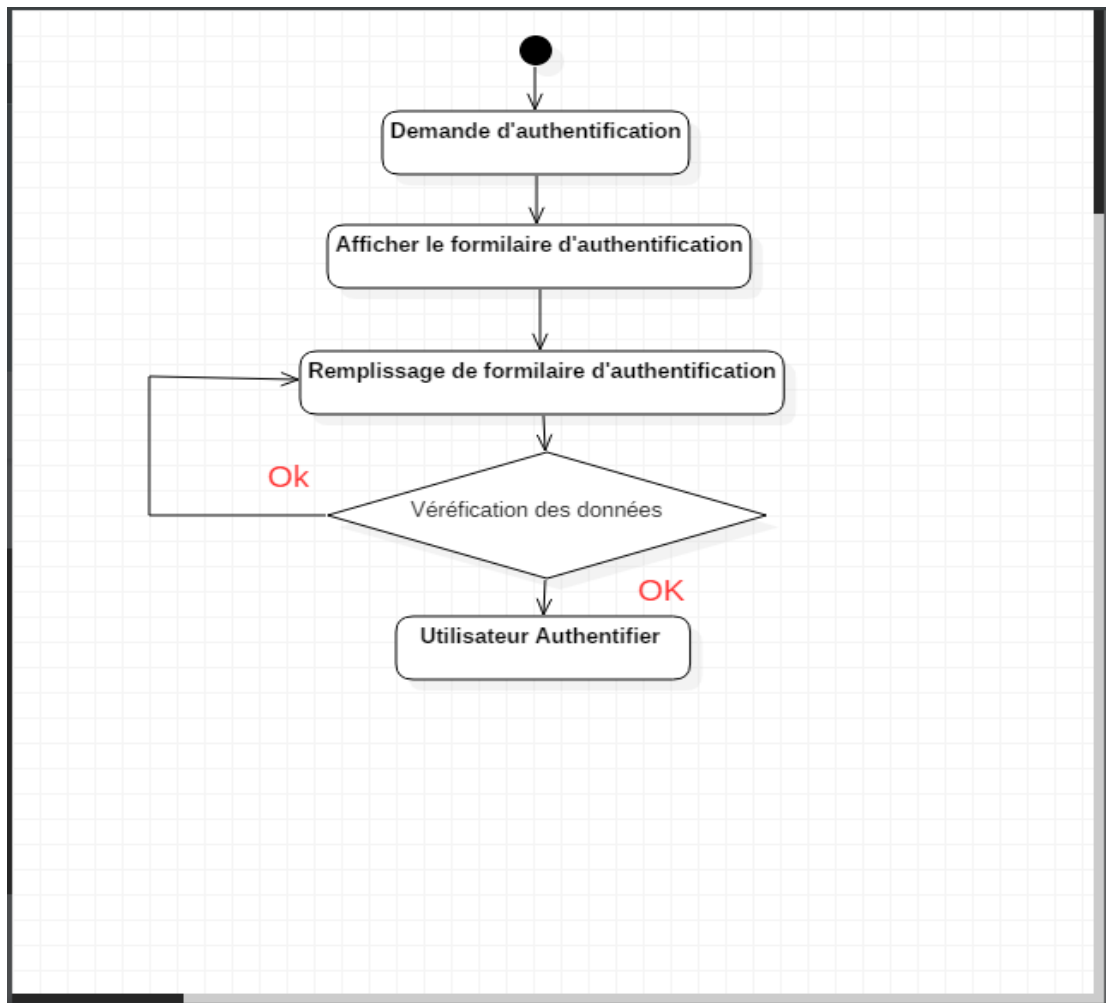 Demande d'authentification
Afficher le formilaire d'authentification
Remplissage de formilaire d'authentification
Ok
Véréfication des données
OK
Utilisateur Authentifier